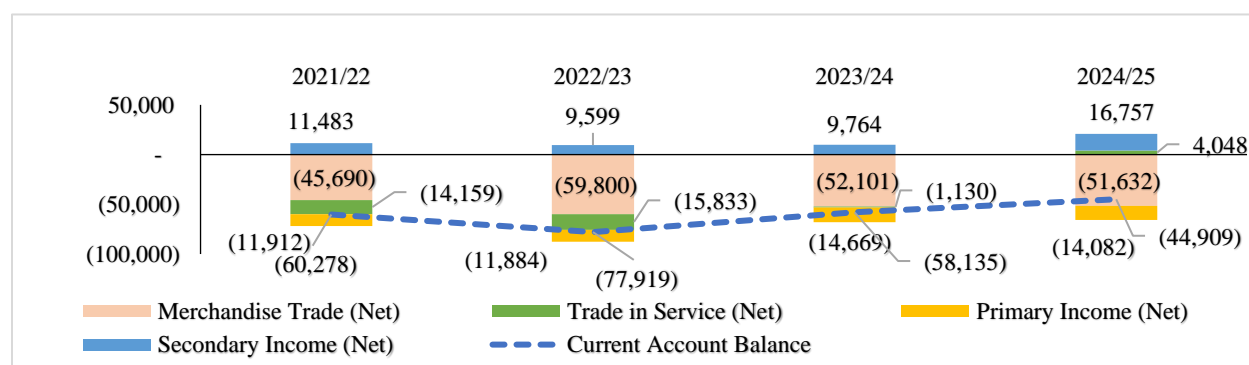 2021/22 2022/23 2023/24 2024/25
50,000
11,483 9,599 9,764 16,757
- 4,048
(45,690) (59,800) (52,101) (51,632)
(50,000) (14,159) (15,833) (1,130)
(11,912) (11,884) (14,669) (14,082) (44,909)
(100,000) (60,278) (77,919) (58,135)
Merchandise Trade (Net) Trade in Service (Net) Primary Income (Net)
Secondary Income (Net) Current Account Balance